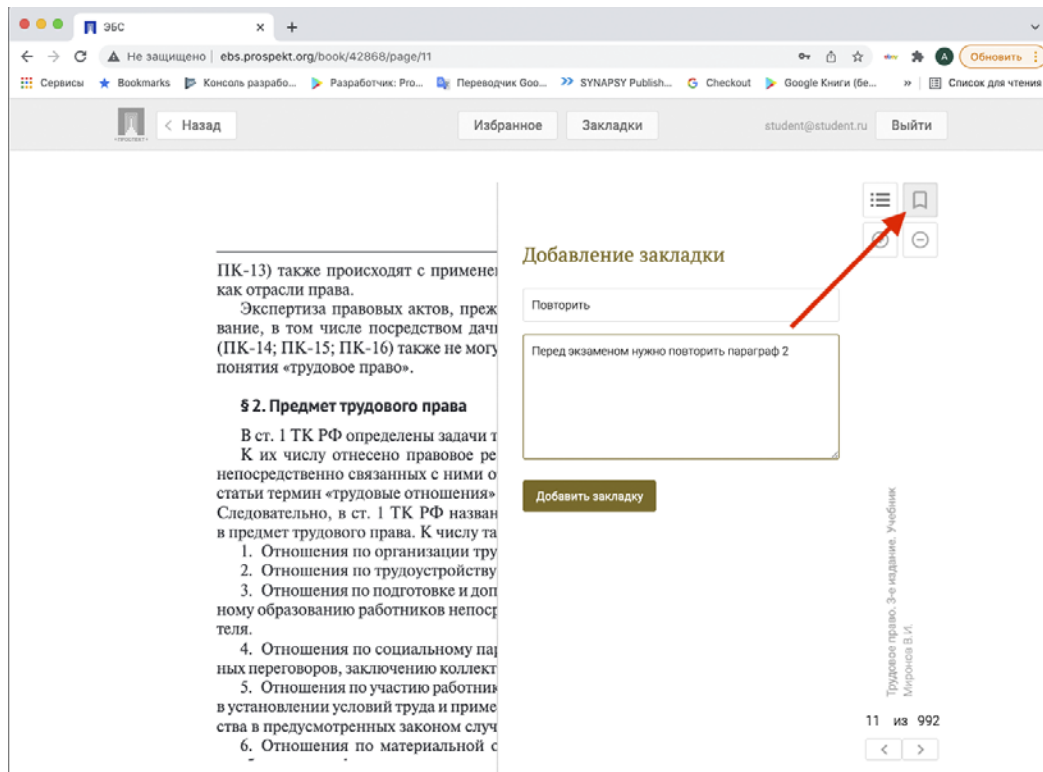 ЭБС
Не защищено | ebs.prospekt.org/book/42868/page/11
Обновить
Сервисы Bookmarks Консоль разрабо... Разработчик: Pro... Переводчик Goo... SYNAPSY Publish... Checkout Google Книги (бе... » Список для чтения
ПРОСПЕКТ
< Назад Избранное Закладки student@student.ru Выйти
Добавление закладки
Повторить
Перед экзаменом нужно повторить параграф 2
Добавить закладку
ПК-13) также происходят с примене
как отрасли права.
Экспертиза правовых актов, преж
вание, в том числе посредством дач
(ПК-14; ПК-15; ПК-16) также не могу
понятия «трудовое право».
§ 2. Предмет трудового права
В ст. 1 ТК РФ определены задачи т
К их числу отнесено правовое ре
непосредственно связанных с ними о
статьи термин «трудовые отношения»
Следовательно, в ст. 1 ТК РФ назван
в предмет трудового права. К числу та
1. Отношения по организации тру
2. Отношения по трудоустройству
3. Отношения по подготовке и доп
ному образованию работников непоср
теля.
4. Отношения по социальному пар
ных переговоров, заключению коллект
5. Отношения по участию работник
в установлении условий труда и приме
ства в предусмотренных законом случ
6. Отношения по материальной с
Трудовое право. 3-е издание. Учебник
Миронов В.И.
11 из 992